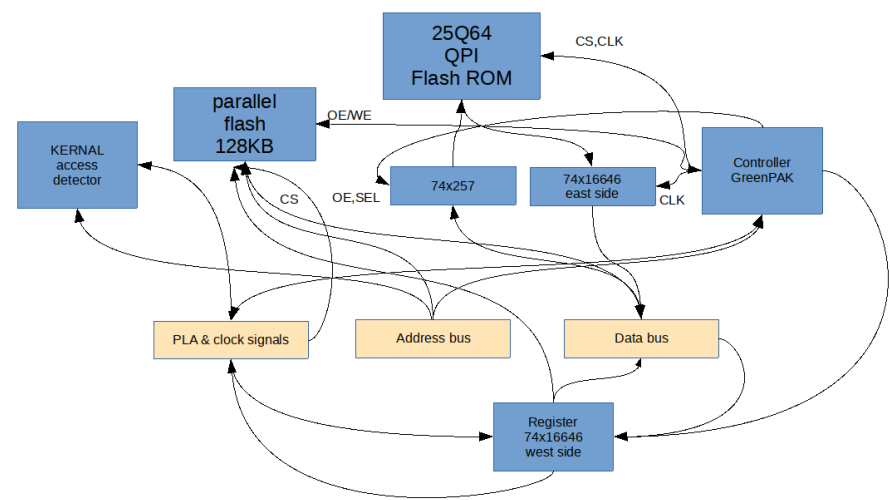 25Q64
QPI
Flash ROM
CS,CLK
parallel
flash
128KB
OE/WE
KERNAL
access
detector
Controller
GreenPAK
74x257
74x16646
east side
OE,SEL
CS
CLK
PLA & clock signals
Address bus
Data bus
Register
74x16646
west side